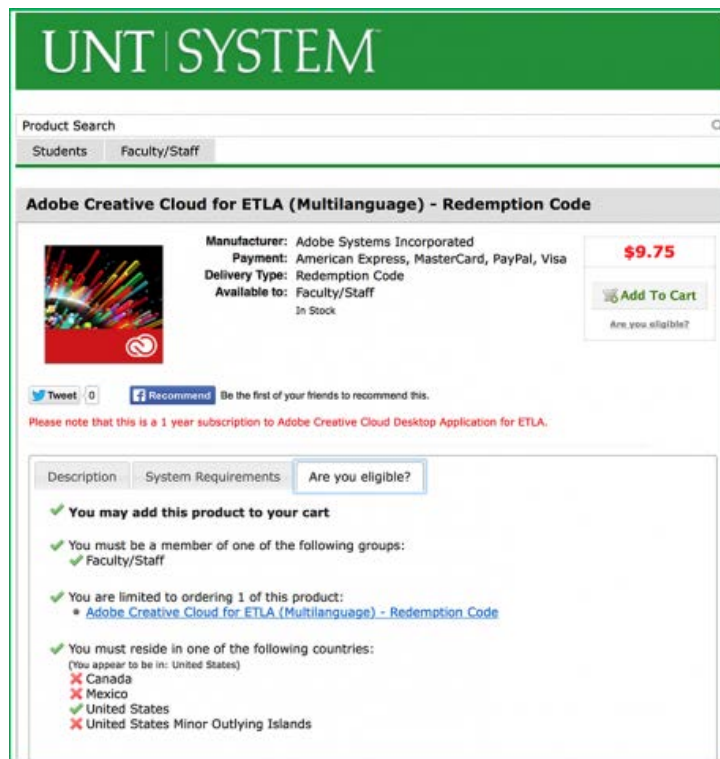 UNT | SYSTEM
Product Search
Students Faculty/Staff
Adobe Creative Cloud for ETLA (Multilanguage) - Redemption Code
Manufacturer: Adobe Systems Incorporated
Payment: American Express, MasterCard, PayPal, Visa
Delivery Type: Redemption Code
Available to: Faculty/Staff
In Stock
$9.75
Add To Cart
Are you eligible?
Tweet 0 Recommend Be the first of your friends to recommend this.
Please note that this is a 1 year subscription to Adobe Creative Cloud Desktop Application for ETLA.
Description System Requirements Are you eligible?
You may add this product to your cart
You must be a member of one of the following groups:
Faculty/Staff
You are limited to ordering 1 of this product:
• Adobe Creative Cloud for ETLA (Multilanguage) - Redemption Code
You must reside in one of the following countries:
(You appear to be in: United States)
Canada
Mexico
United States
United States Minor Outlying Islands